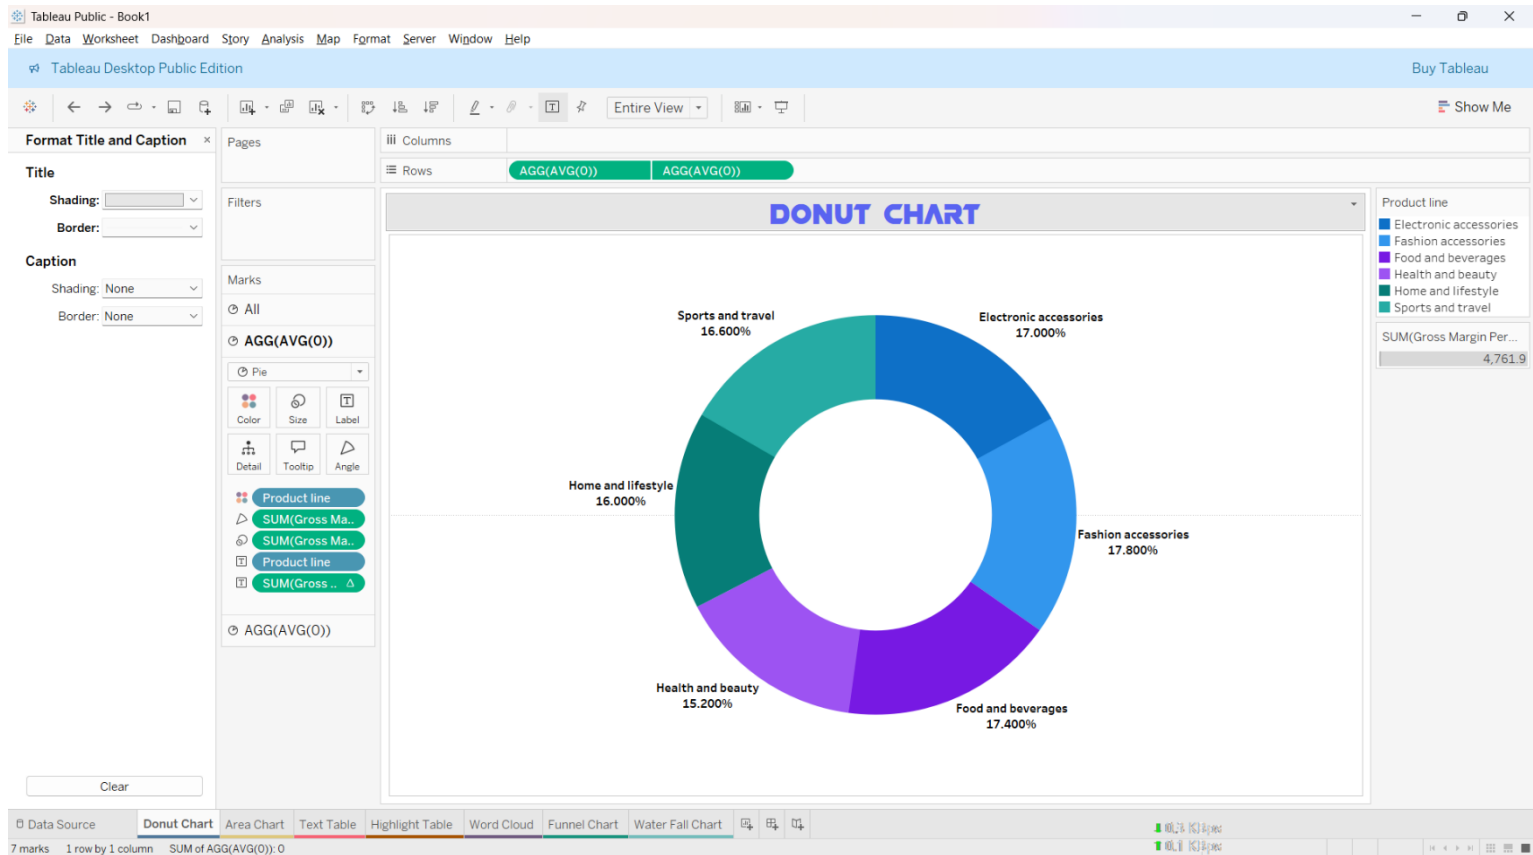 Tableau Public - Book1
File Data Worksheet Dashboard Story Analysis Map Format Server Window Help
Tableau Desktop Public Edition
Buy Tableau
Entire View
Show Me
Format Title and Caption
Title
Shading:
Border:
Caption
Shading: None
Border: None
Clear
Pages
Filters
Marks
All
AGG(AVG(0))
Pie
Color Size Label
Detail Tooltip Angle
Product line
SUM(Gross Ma..
SUM(Gross Ma..
Product line
SUM(Gross ..
AGG(AVG(0))
Columns
Rows
AGG(AVG(0)) AGG(AVG(0))
DONUT CHART
Sports and travel
16.600%
Electronic accessories
17.000%
Home and lifestyle
16.000%
Fashion accessories
17.800%
Health and beauty
15.200%
Food and beverages
17.400%
Product line
Electronic accessories
Fashion accessories
Food and beverages
Health and beauty
Home and lifestyle
Sports and travel
SUM(Gross Margin Per...
4,761.9
Data Source Donut Chart Area Chart Text Table Highlight Table Word Cloud Funnel Chart Water Fall Chart
7 marks 1 row by 1 column SUM of AGG(AVG(0)): 0